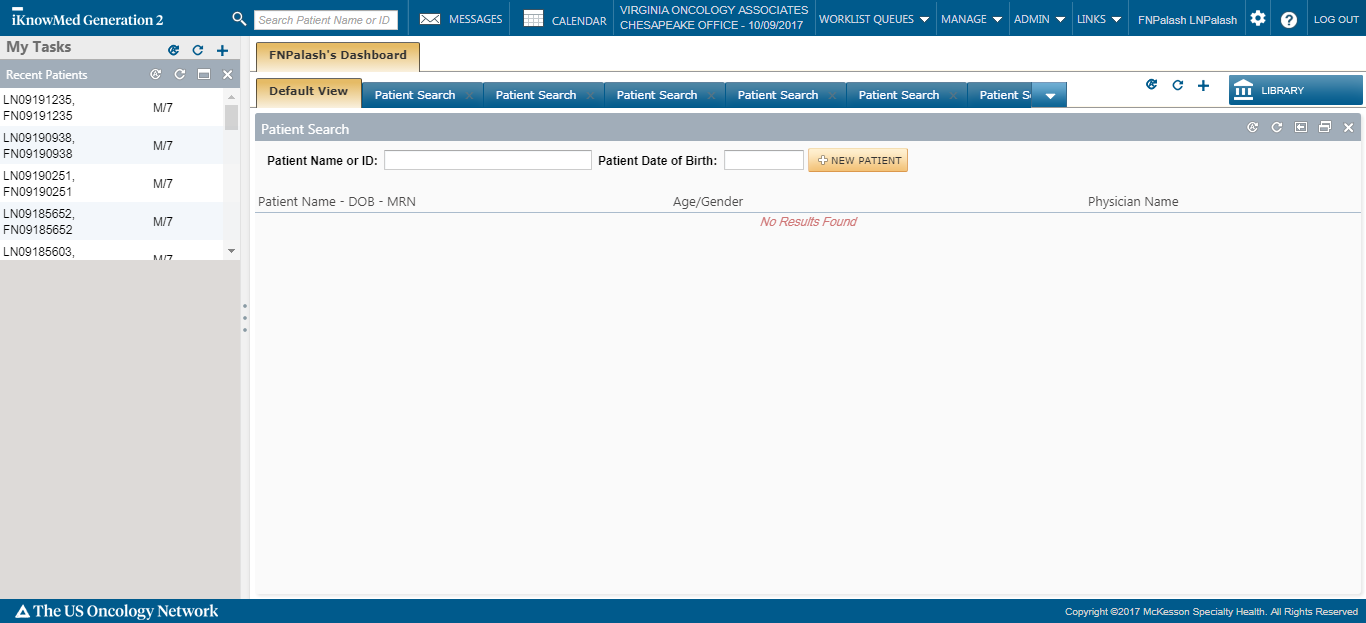 iKnowMed Generation 2
Search Patient Name or ID
MESSAGES
CALENDAR
VIRGINIA ONCOLOGY ASSOCIATES
CHESAPEAKE OFFICE - 10/09/2017
WORKLIST QUEUES
MANAGE
ADMIN
LINKS
FNPalash LNPalash
LOG OUT
My Tasks
Recent Patients
LN09191235,
FN09191235
M/7
LN09190938,
FN09190938
M/7
LN09190251,
FN09190251
M/7
LN09185652,
FN09185652
M/7
LN09185603,
M/7
FNPalash's Dashboard
Default View
Patient Search
Patient Search
Patient Search
Patient Search
Patient Search
Patient S
LIBRARY
Patient Search
Patient Name or ID:
Patient Date of Birth:
NEW PATIENT
Patient Name - DOB - MRN
Age/Gender
Physician Name
No Results Found
The US Oncology Network
Copyright ©2017 McKesson Specialty Health. All Rights Reserved